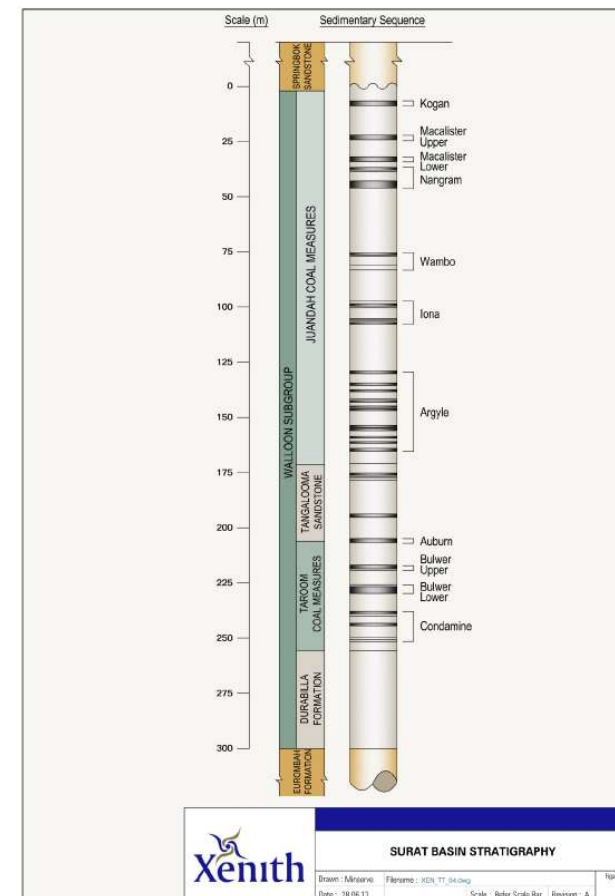 Scale (m)
Sedimentary Sequence
SPRINGBOK
SANDSTONE
0
25
50
75
100
125
150
175
200
225
250
275
300
WALLOON SUBGROUP
JUANDAH COAL MEASURES
TANGALOOMA
SANDSTONE
TAROOM
COAL MEASURES
DURABILLA
FORMATION
EUROMBAH
FORMATION
Kogan
Macalister
Upper
Macalister
Lower
Nangram
Wambo
Iona
Argyle
Auburn
Bulwer
Upper
Bulwer
Lower
Condamine
Xenith
SURAT BASIN STRATIGRAPHY
Drawn : Minserve
Filename : XEN_TT_04.dwg
Date : 28.06.13
Scale : Refer Scale Bar
Revision : A